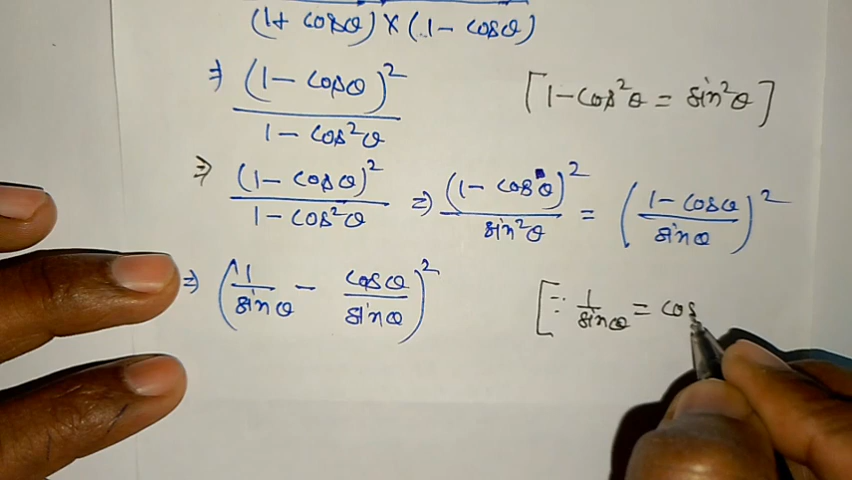 (1 + cosθ) × (1 - cosθ)
⇒ (1 - cosθ)² / 1 - cos²θ [1 - cos²θ = sin²θ]
⇒ (1 - cosθ)² / 1 - cos²θ ⇒ (1 - cosθ)² / sin²θ = (1 - cosθ / sinθ)²
⇒ (1 / sinθ - cosθ / sinθ)² [∵ 1 / sinθ = cos